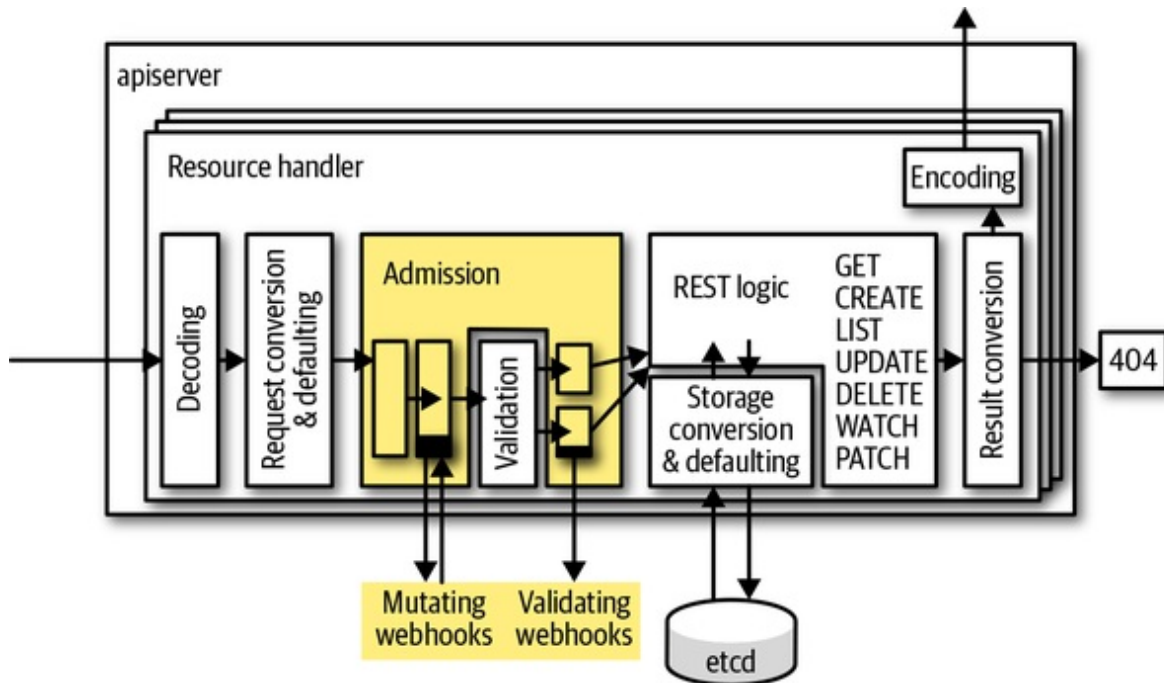 apiserver
Resource handler
Encoding
Decoding
Request conversion
& defaulting
Admission
Validation
REST logic
Storage
conversion
& defaulting
GET
CREATE
LIST
UPDATE
DELETE
WATCH
PATCH
Result conversion
404
Mutating
webhooks
Validating
webhooks
etcd